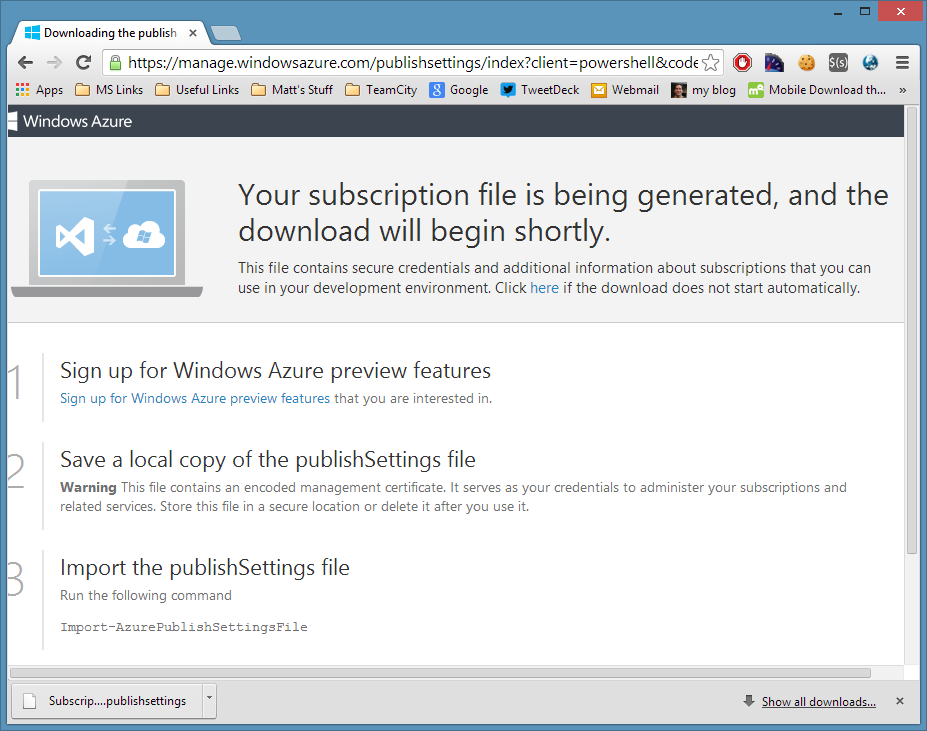 Downloading the publish
https://manage.windowsazure.com/publishsettings/index?client=powershell&code
$(s)
Apps MS Links Useful Links Matt's Stuff TeamCity Google TweetDeck Webmail my blog Mobile Download th... »
Windows Azure
Your subscription file is being generated, and the
download will begin shortly.
This file contains secure credentials and additional information about subscriptions that you can
use in your development environment. Click here if the download does not start automatically.
1
Sign up for Windows Azure preview features
Sign up for Windows Azure preview features that you are interested in.
2
Save a local copy of the publishSettings file
Warning This file contains an encoded management certificate. It serves as your credentials to administer your subscriptions and
related services. Store this file in a secure location or delete it after you use it.
3
Import the publishSettings file
Run the following command
Import-AzurePublishSettingsFile
Subscrip....publishsettings
Show all downloads...